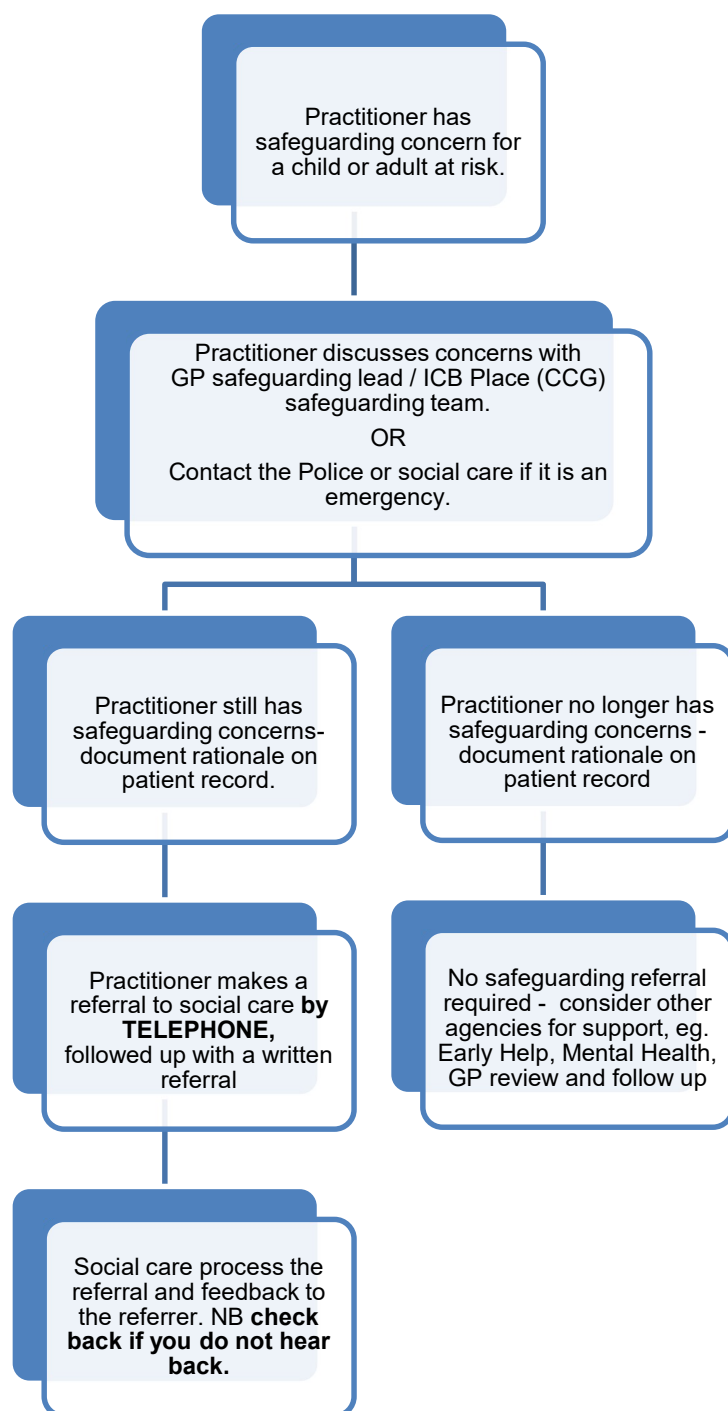 Practitioner has
safeguarding concern for
a child or adult at risk.
Practitioner discusses concerns with
GP safeguarding lead / ICB Place (CCG)
safeguarding team.
OR
Contact the Police or social care if it is an
emergency.
Practitioner still has
safeguarding concerns-
document rationale on
patient record.
Practitioner makes a
referral to social care by
TELEPHONE,
followed up with a written
referral
Social care process the
referral and feedback to
the referrer. NB check
back if you do not hear
back.
Practitioner no longer has
safeguarding concerns -
document rationale on
patient record
No safeguarding referral
required -  consider other
agencies for support, eg.
Early Help, Mental Health,
GP review and follow up